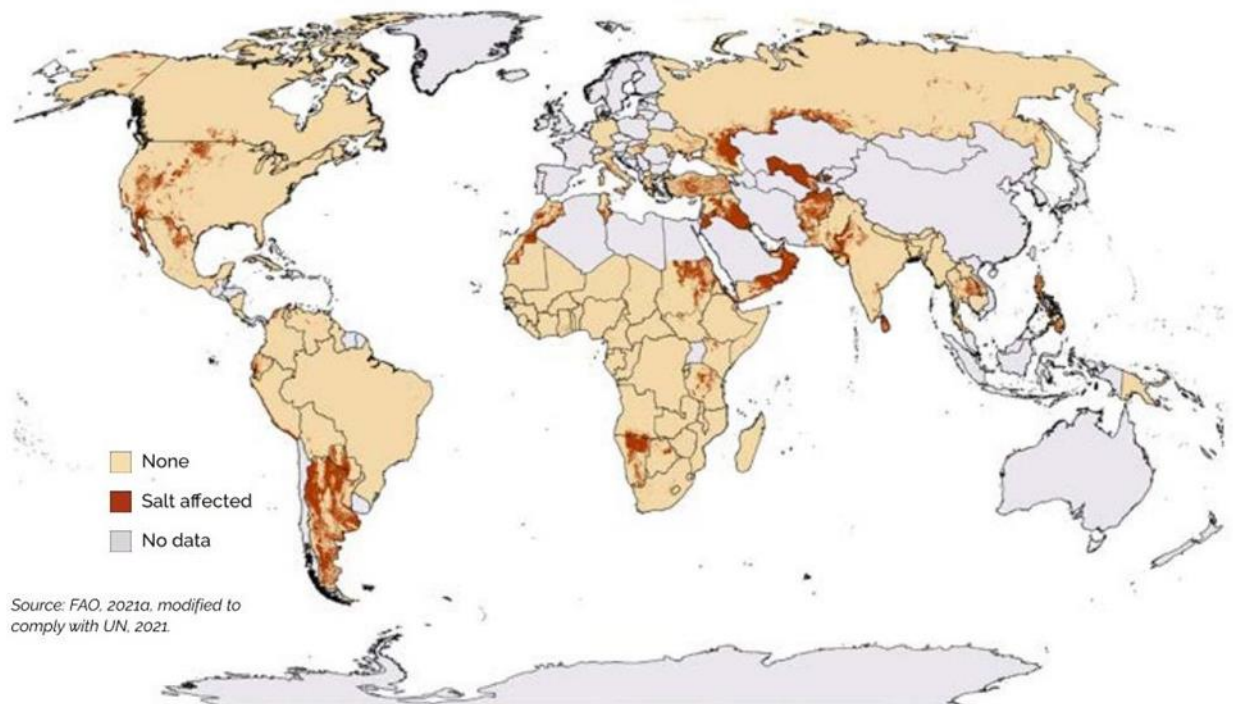 None
Salt affected
No data
Source: FAO, 2021a, modified to
comply with UN, 2021.